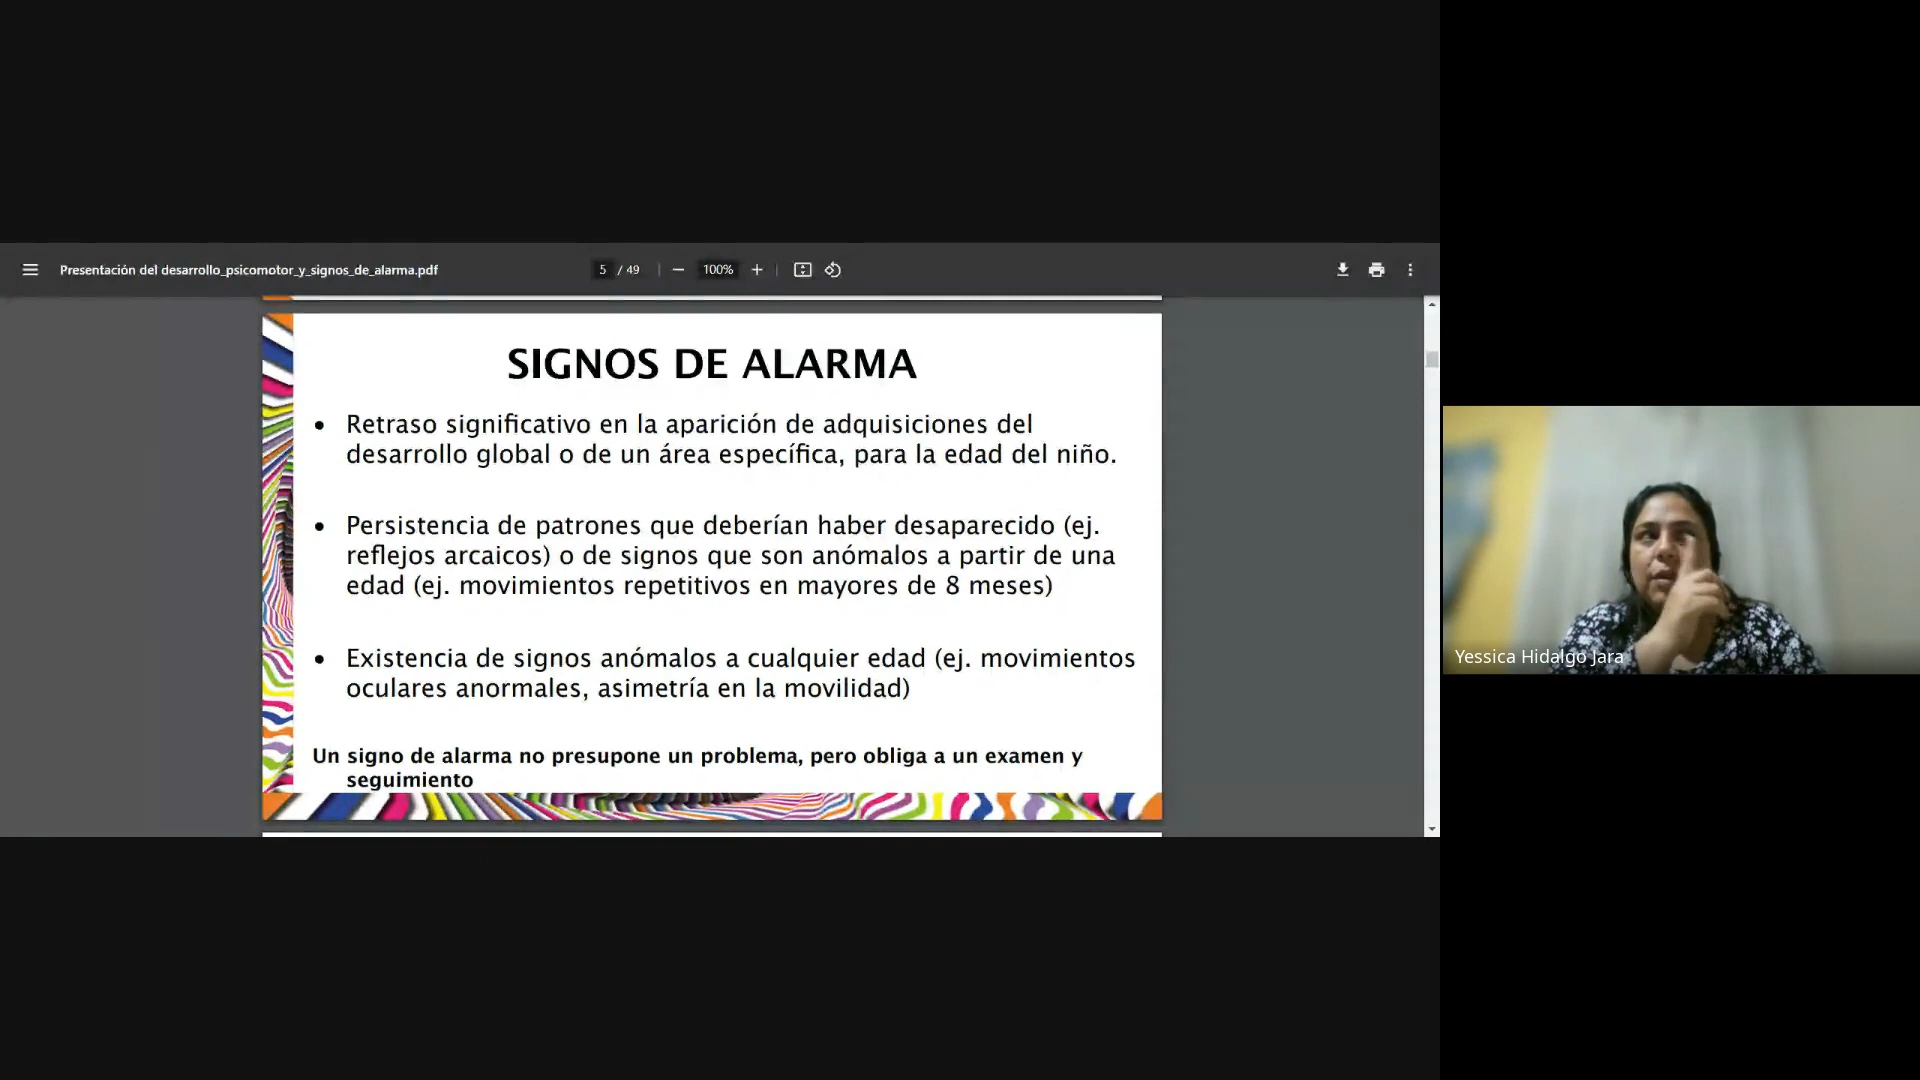 Presentación del desarrollo_psicomotor_y_signos_de_alarma.pdf
5 / 49
100%
SIGNOS DE ALARMA
• Retraso significativo en la aparición de adquisiciones del
desarrollo global o de un área específica, para la edad del niño.
• Persistencia de patrones que deberían haber desaparecido (ej.
reflejos arcaicos) o de signos que son anómalos a partir de una
edad (ej. movimientos repetitivos en mayores de 8 meses)
• Existencia de signos anómalos a cualquier edad (ej. movimientos
oculares anormales, asimetría en la movilidad)
Un signo de alarma no presupone un problema, pero obliga a un examen y
seguimiento
Yessica Hidalgo Jara